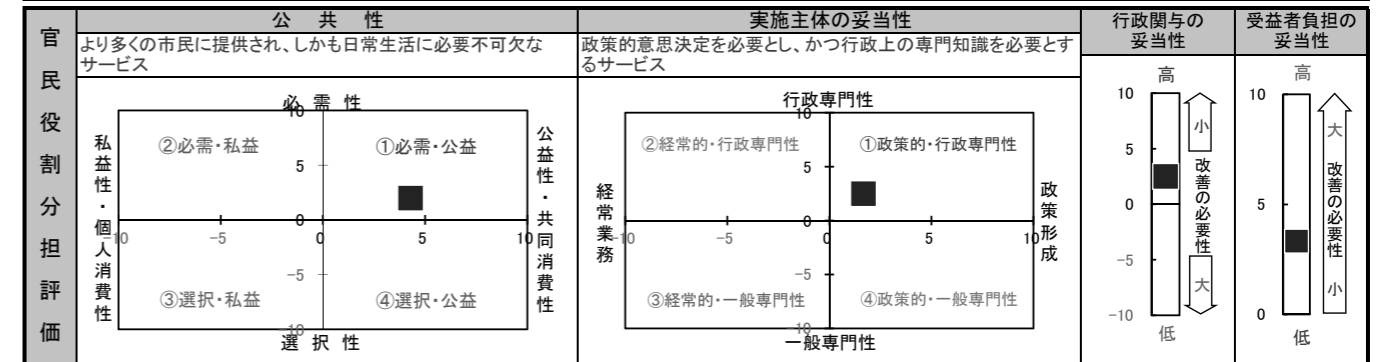 官民役割分担評価
公共性
より多くの市民に提供され、しかも日常生活に必要不可欠な
サービス
必需性
10
②必需・私益
①必需・公益
5
私益性・個人消費性
公益性・共同消費性
0
-10 -5 0 5 10
-5
③選択・私益
④選択・公益
-10
選択性
実施主体の妥当性
政策的意思決定を必要とし、かつ行政上の専門知識を必要とす
るサービス
行政専門性
10
②経常的・行政専門性
①政策的・行政専門性
5
経常業務
政策形成
0
-10 -5 0 5 10
-5
③経常的・一般専門性
④政策的・一般専門性
-10
一般専門性
行政関与の
妥当性
高
10
5
0
-5
-10
低
小
改善の必要性
大
受益者負担の
妥当性
高
10
5
0
低
大
改善の必要性
小